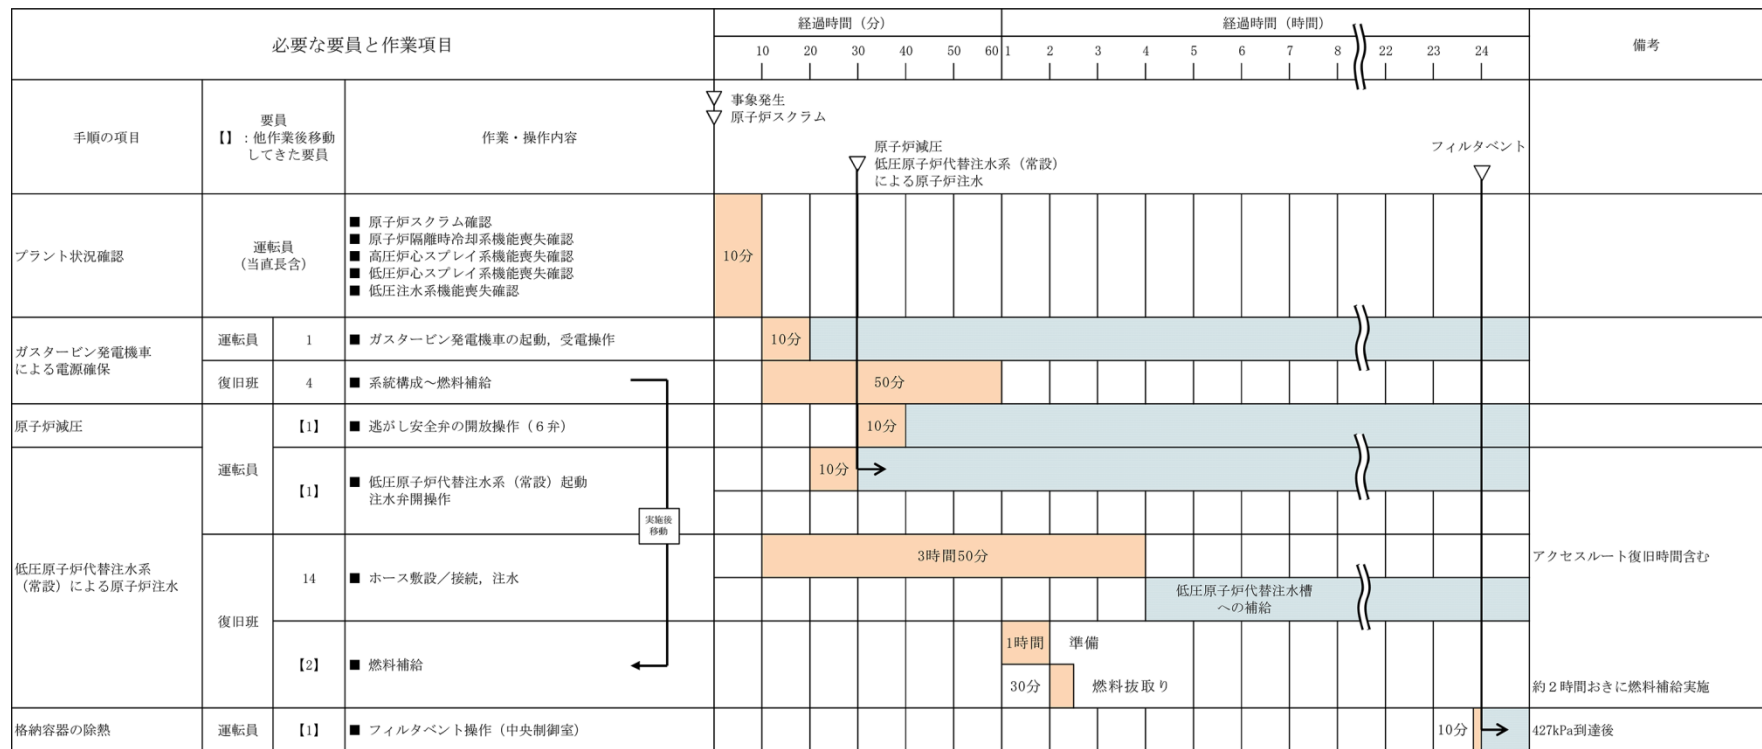 必要な要員と作業項目
経過時間（分）
経過時間（時間）
備考
10 20 30 40 50 60 1 2 3 4 5 6 7 8 22 23 24
手順の項目
要員
【】：他作業後移動
してきた要員
作業・操作内容
事象発生
原子炉スクラム
原子炉減圧
低圧原子炉代替注水系（常設）
による原子炉注水
フィルタベント
プラント状況確認
運転員
（当直長含）
■ 原子炉スクラム確認
■ 原子炉隔離時冷却系機能喪失確認
■ 高圧炉心スプレイ系機能喪失確認
■ 低圧炉心スプレイ系機能喪失確認
■ 低圧注水系機能喪失確認
10分
ガスタービン発電機車
による電源確保
運転員
1
■ ガスタービン発電機車の起動，受電操作
10分
復旧班
4
■ 系統構成～燃料補給
50分
原子炉減圧
運転員
【1】
■ 逃がし安全弁の開放操作（６弁）
10分
低圧原子炉代替注水系
（常設）による原子炉注水
【1】
■ 低圧原子炉代替注水系（常設）起動
注水弁開操作
10分
実施後
移動
復旧班
14
■ ホース敷設／接続，注水
3時間50分
アクセスルート復旧時間含む
低圧原子炉代替注水槽
への補給
【2】
■ 燃料補給
1時間
準備
30分
燃料抜取り
約２時間おきに燃料補給実施
格納容器の除熱
運転員
【1】
■ フィルタベント操作（中央制御室）
10分
427kPa到達後